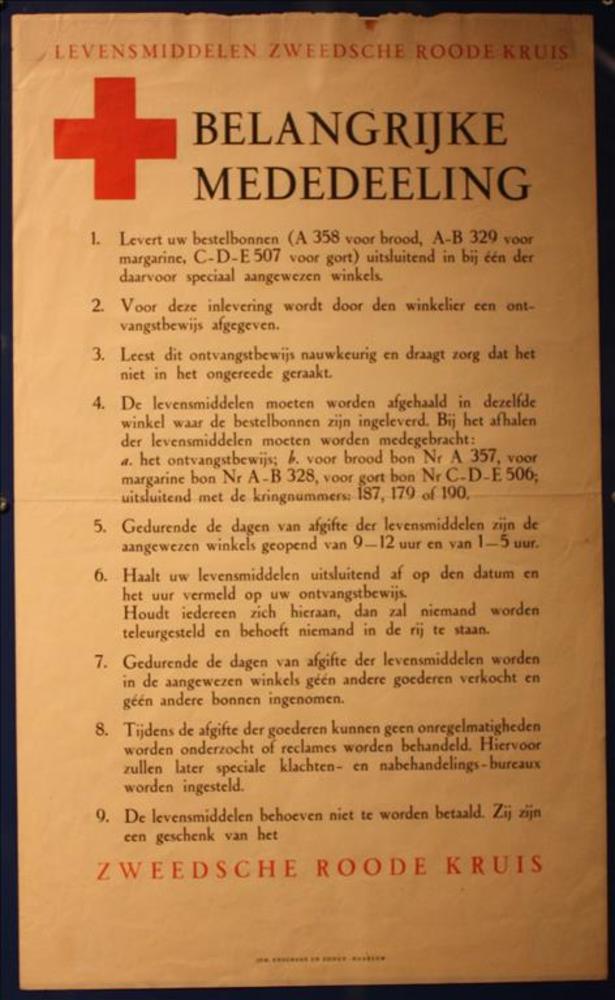 LEVENSMIDDELEN ZWEEDSCHE ROODE KRUIS
BELANGRIJKE
MEDEDEELING
1. Levert uw bestelbonnen (A 358 voor brood, A-B 329 voor
margarine, C-D-E 507 voor gort) uitsluitend in bij één der
daarvoor speciaal aangewezen winkels.
2. Voor deze inlevering wordt door den winkelier een ont-
vangstbewijs afgegeven.
3. Leest dit ontvangstbewijs nauwkeurig en draagt zorg dat het
niet in het ongereede geraakt.
4. De levensmiddelen moeten worden afgehaald in dezelfde
winkel waar de bestelbonnen zijn ingeleverd. Bij het afhalen
der levensmiddelen moeten worden medegebracht:
a. het ontvangstbewijs; b. voor brood bon Nr A 357, voor
margarine bon Nr A-B 328, voor gort bon Nr C-D-E 506;
uitsluitend met de kringnummers: 187, 179 of 190.
5. Gedurende de dagen van afgifte der levensmiddelen zijn de
aangewezen winkels geopend van 9—12 uur en van 1—5 uur.
6. Haalt uw levensmiddelen uitsluitend af op den datum en
het uur vermeld op uw ontvangstbewijs.
Houdt iedereen zich hieraan, dan zal niemand worden
teleurgesteld en behoeft niemand in de rij te staan.
7. Gedurende de dagen van afgifte der levensmiddelen worden
in de aangewezen winkels géén andere goederen verkocht en
géén andere bonnen ingenomen.
8. Tijdens de afgifte der goederen kunnen geen onregelmatigheden
worden onderzocht of reclames worden behandeld. Hiervoor
zullen later speciale klachten- en nabehandelings-bureaux
worden ingesteld.
9. De levensmiddelen behoeven niet te worden betaald. Zij zijn
een geschenk van het
ZWEEDSCHE ROODE KRUIS
JOH. ENSCHEDÉ EN ZONEN - HAARLEM